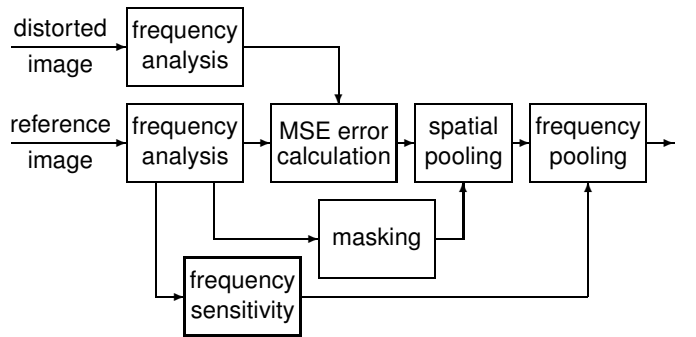 distorted
image
frequency
analysis
reference
image
frequency
analysis
MSE error
calculation
spatial
pooling
frequency
pooling
masking
frequency
sensitivity